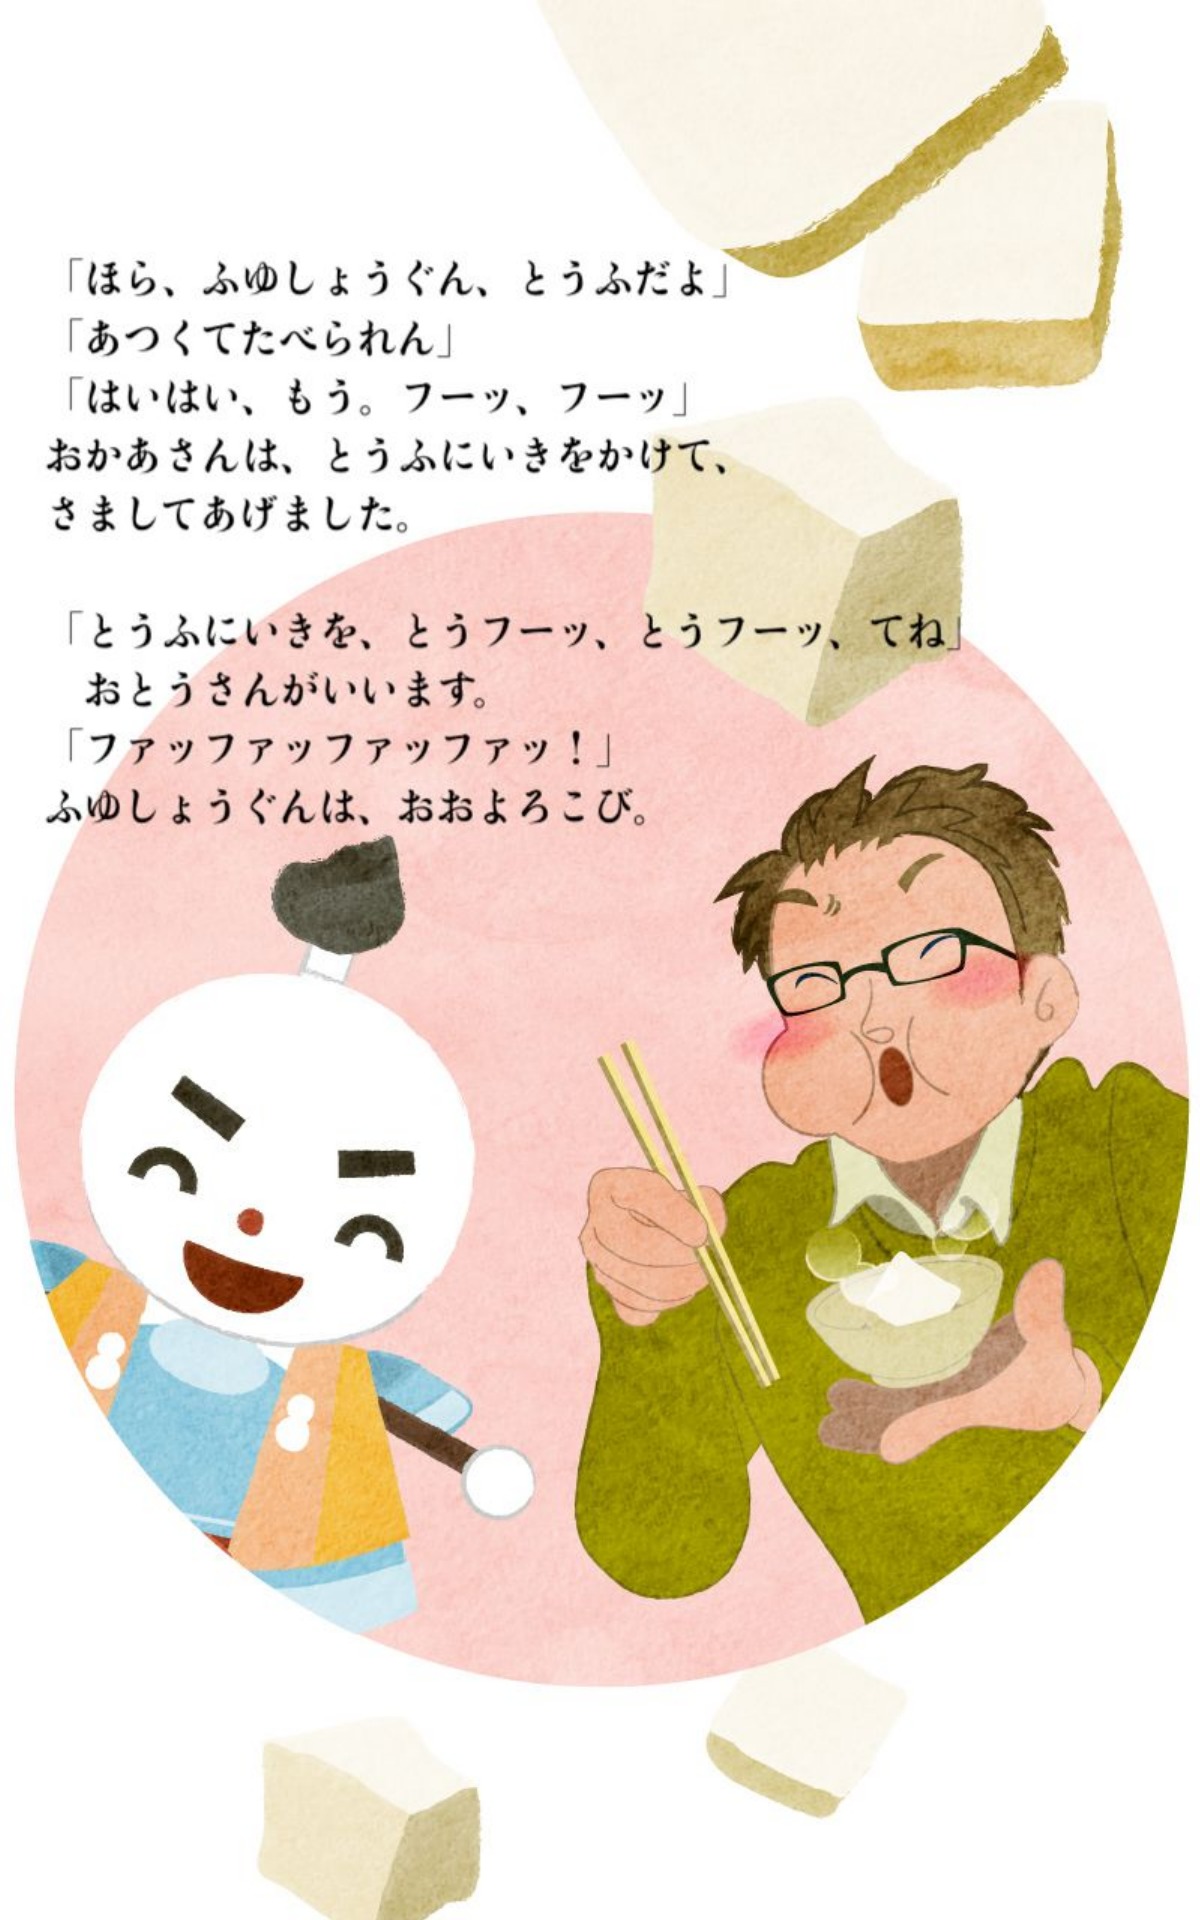 「ほら、ふゆしょうぐん、とうふだよ」
「あつくてたべられん」
「はいはい、もう。フーッ、フーッ」
おかあさんは、とうふにいきをかけて、
さましてあげました。
「とうふにいきを、とうフーッ、とうフーッ、てね」
　おとうさんがいいます。
「ファッファッファッファッ！」
ふゆしょうぐんは、おおよろこび。